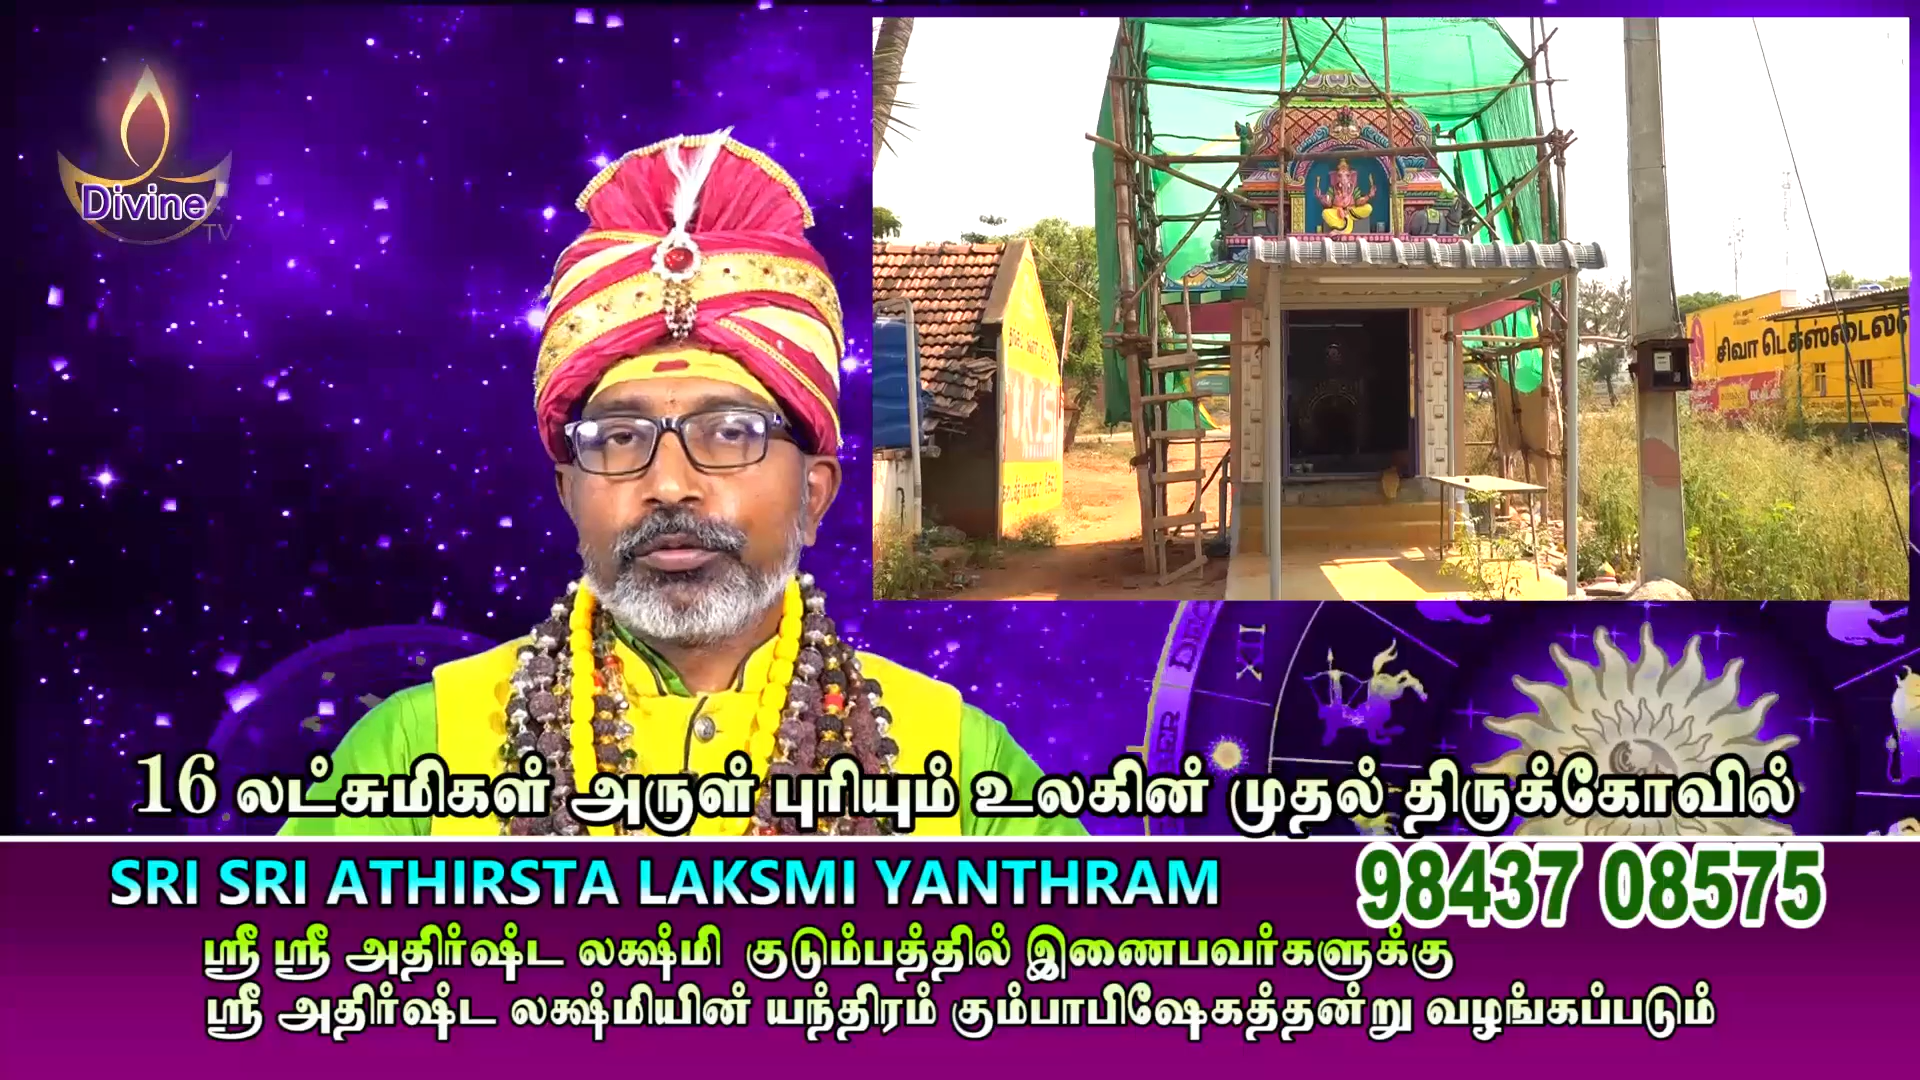 Divine
TV
சிவா டெக்ஸ்டைல
IX
16 லட்சுமிகள் அருள் புரியும் உலகின் முதல் திருக்கோவில்
SRI SRI ATHIRSTA LAKSMI YANTHRAM
98437 08575
ஸ்ரீ ஸ்ரீ அதிர்ஷ்ட லக்ஷ்மி குடும்பத்தில் இணைபவர்களுக்கு
ஸ்ரீ அதிர்ஷ்ட லக்ஷ்மியின் யந்திரம் கும்பாபிஷேகத்தன்று வழங்கப்படும்